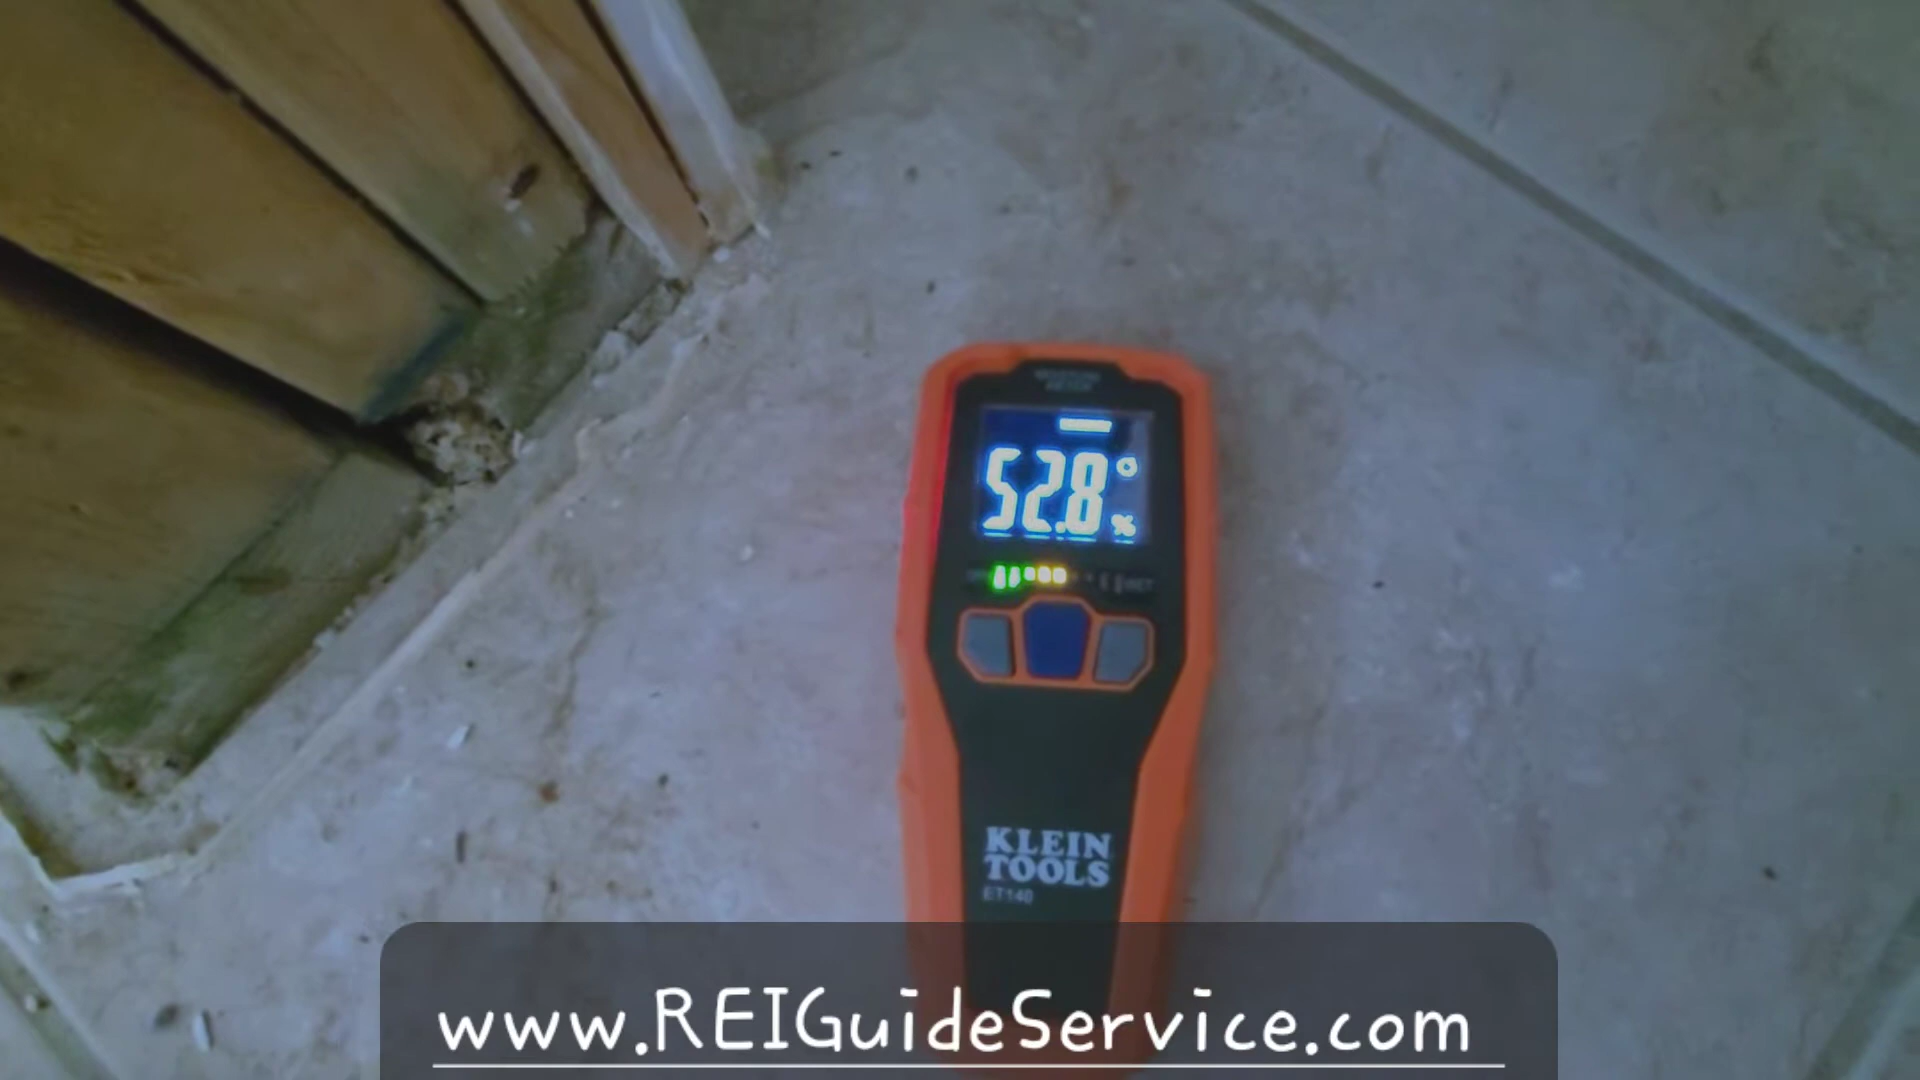 52.8 °
%
KLEIN
TOOLS
ET140
www.REIGuideService.com